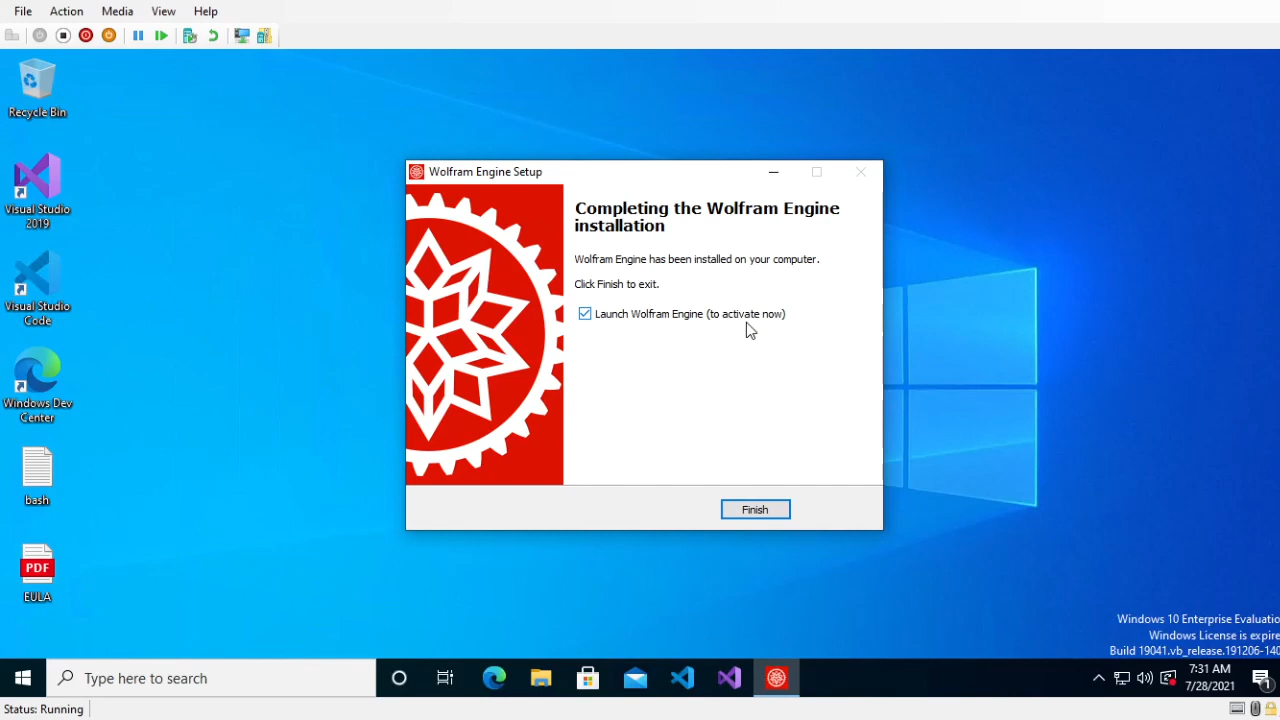 File Action Media View Help
Recycle Bin
Visual Studio
2019
Visual Studio
Code
Windows Dev
Center
bash
PDF
EULA
Wolfram Engine Setup
Completing the Wolfram Engine
installation
Wolfram Engine has been installed on your computer.
Click Finish to exit.
Launch Wolfram Engine (to activate now)
Finish
Windows 10 Enterprise Evaluatio
Windows License is expire
Build 19041.vb_release.191206-140
Type here to search
7:31 AM
7/28/2021
1
Status: Running